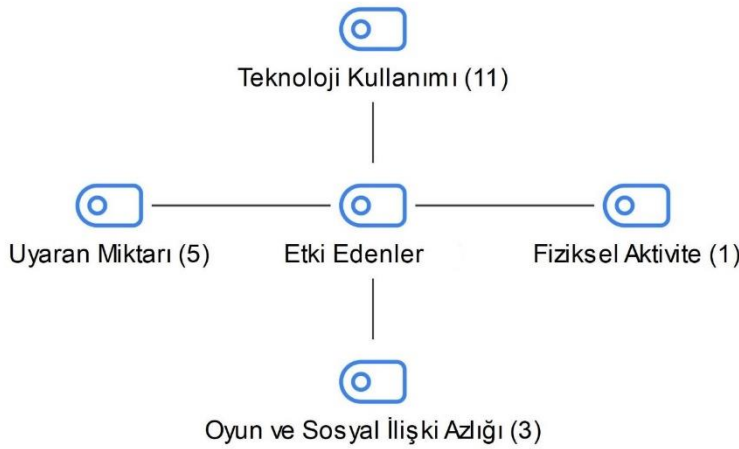 Teknoloji Kullanımı (11)
Uyaran Miktarı (5)
Etki Edenler
Fiziksel Aktivite (1)
Oyun ve Sosyal İlişki Azlığı (3)